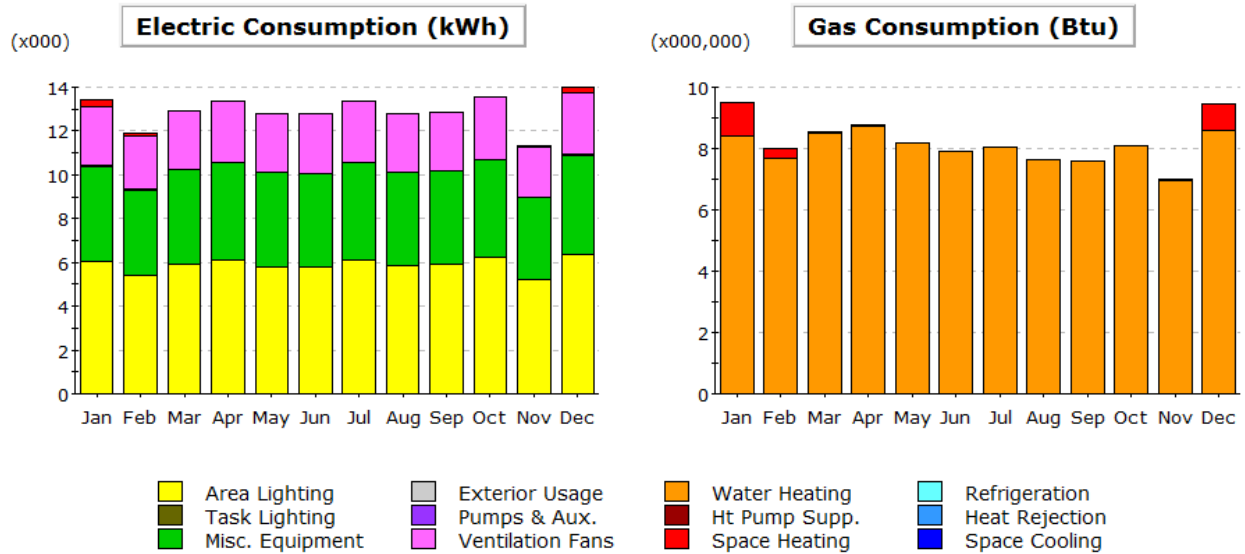 Electric Consumption (kWh)
(x000)
14
12
10
8
6
4
2
0
Jan Feb Mar Apr May Jun Jul Aug Sep Oct Nov Dec
Gas Consumption (Btu)
(x000,000)
10
8
6
4
2
0
Jan Feb Mar Apr May Jun Jul Aug Sep Oct Nov Dec
Area Lighting Exterior Usage Water Heating Refrigeration
Task Lighting Pumps & Aux. Ht Pump Supp. Heat Rejection
Misc. Equipment Ventilation Fans Space Heating Space Cooling